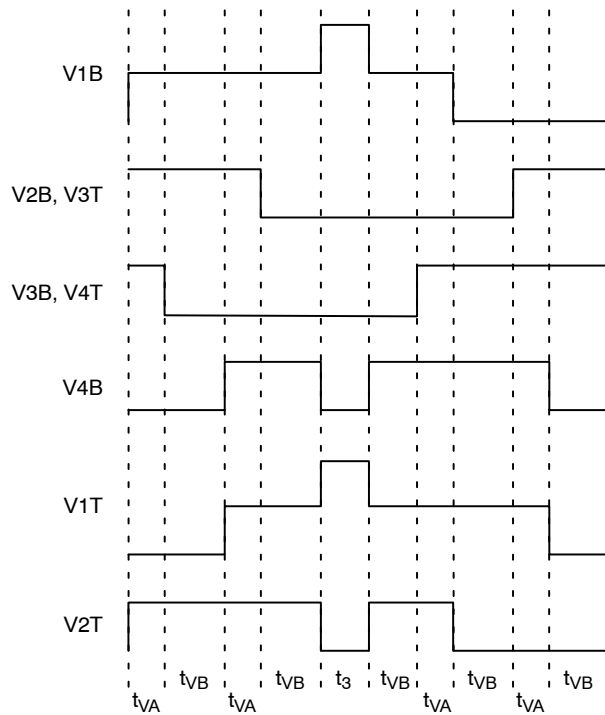 V1B
V2B, V3T
V3B, V4T
V4B
V1T
V2T
tVB tVB t3 tVB tVB tVB
tVA tVA tVA tVA